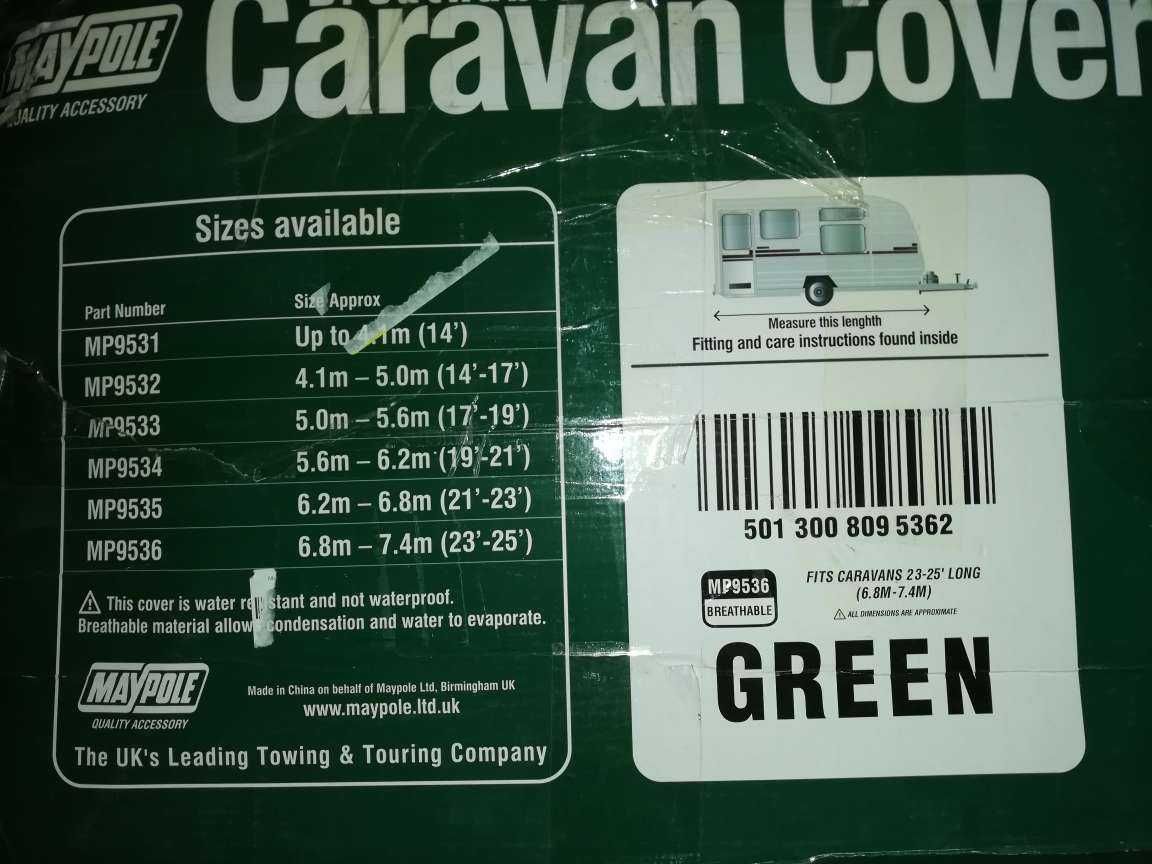 MAYPOLE
QUALITY ACCESSORY
Caravan Cover
Sizes available
Part Number Size Approx
MP9531 Up to 4.1m (14')
MP9532 4.1m – 5.0m (14'-17')
MP9533 5.0m – 5.6m (17'-19')
MP9534 5.6m – 6.2m (19'-21')
MP9535 6.2m – 6.8m (21'-23')
MP9536 6.8m – 7.4m (23'-25')
This cover is water resistant and not waterproof.
Breathable material allows condensation and water to evaporate.
MAYPOLE
QUALITY ACCESSORY
Made in China on behalf of Maypole Ltd, Birmingham UK
www.maypole.ltd.uk
The UK's Leading Towing & Touring Company
Measure this lenghth
Fitting and care instructions found inside
501 300 809 5362
MP9536
BREATHABLE
FITS CARAVANS 23-25' LONG
(6.8M-7.4M)
ALL DIMENSIONS ARE APPROXIMATE
GREEN